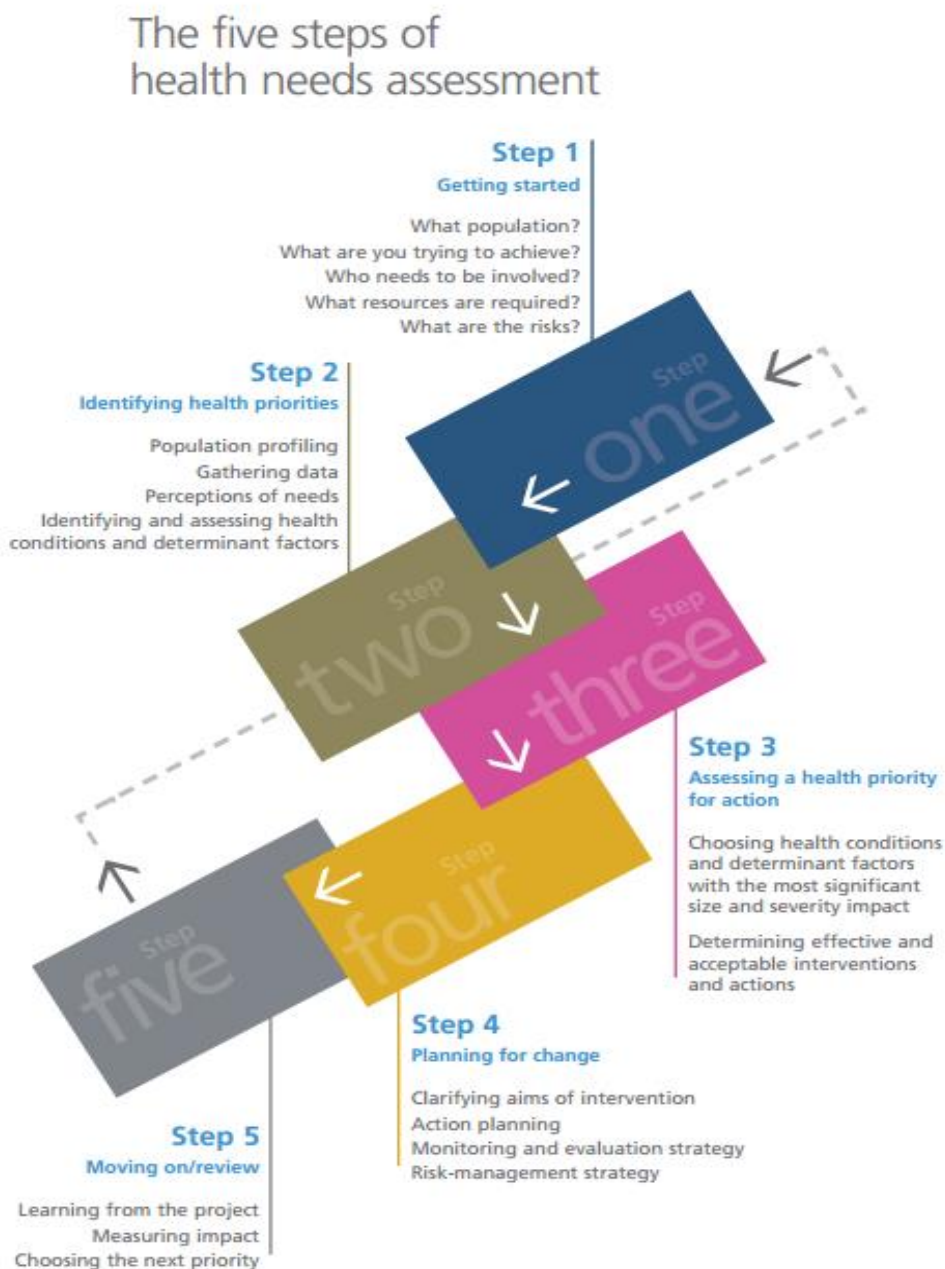 The five steps of
health needs assessment
Step 1
Getting started
What population?
What are you trying to achieve?
Who needs to be involved?
What resources are required?
What are the risks?
Step
one
Step 2
Identifying health priorities
Population profiling
Gathering data
Perceptions of needs
Identifying and assessing health
conditions and determinant factors
Step
two
Step
three
Step 3
Assessing a health priority
for action
Choosing health conditions
and determinant factors
with the most significant
size and severity impact
Determining effective and
acceptable interventions
and actions
Step
four
Step 4
Planning for change
Clarifying aims of intervention
Action planning
Monitoring and evaluation strategy
Risk-management strategy
Step
five
Step 5
Moving on/review
Learning from the project
Measuring impact
Choosing the next priority